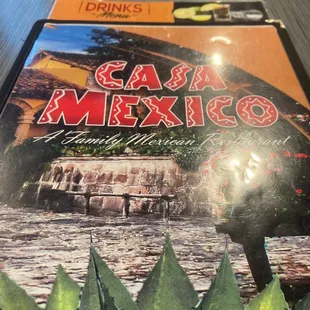 DRINKS
Menu
CASA
MEXICO
A Family Mexican Restaurant